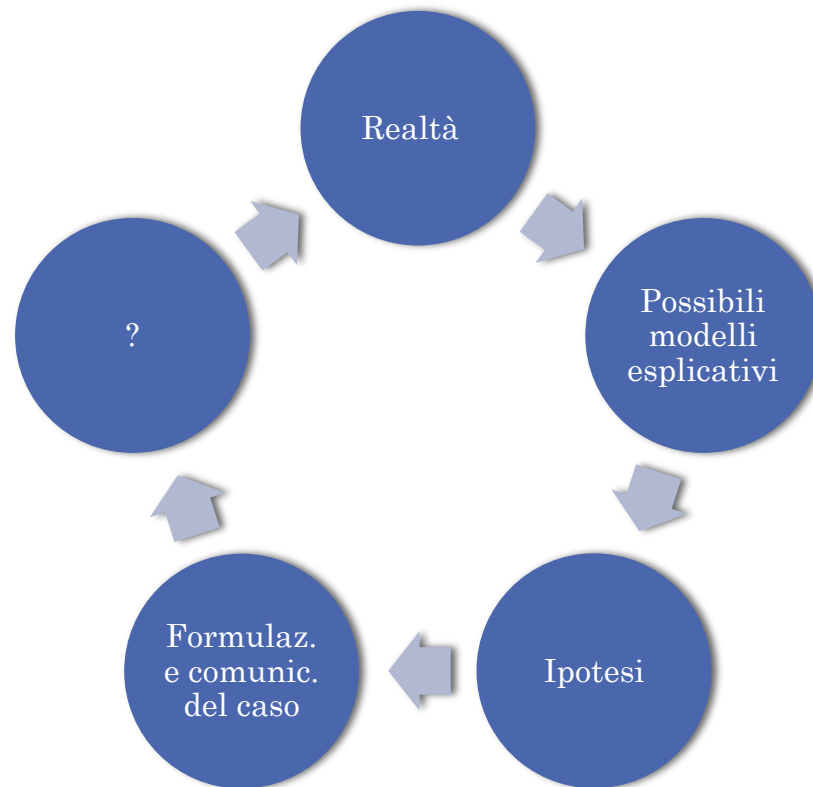 Realtà
Possibili
modelli
esplicativi
Ipotesi
Formulaz.
e comunic.
del caso
?